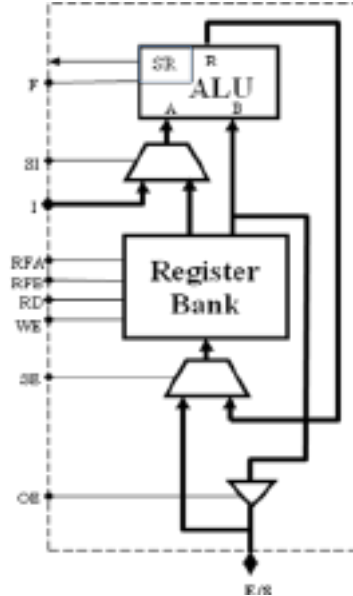 SR R
F
ALU
A B
SI
I
RFA
RFB
RD
WE
Register
Bank
SE
OE
E/S